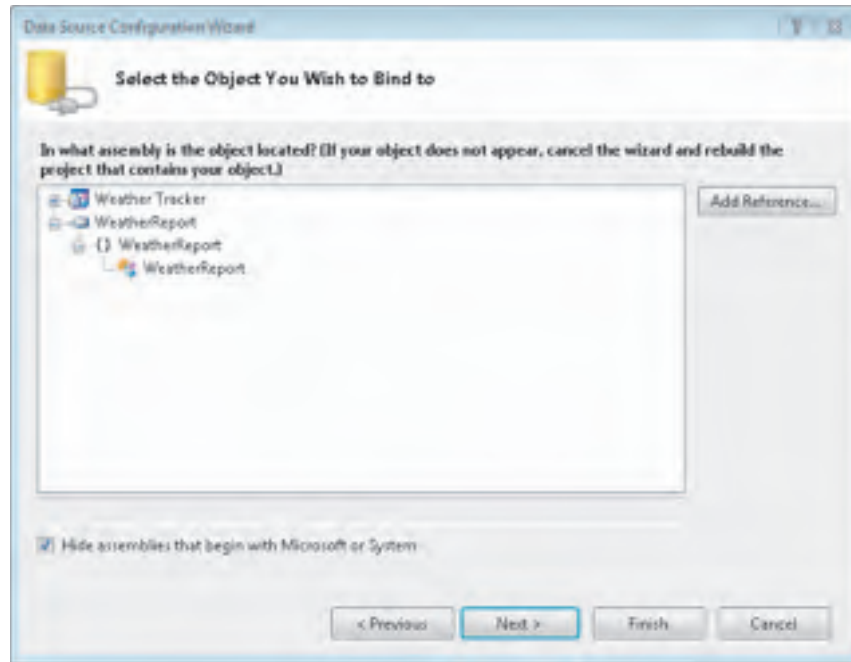 Data Source Configuration Wizard
Select the Object You Wish to Bind to
In what assembly is the object located? (If your object does not appear, cancel the wizard and rebuild the
project that contains your object.)
Weather Tracker
Add Reference...
WeatherReport
{} WeatherReport
WeatherReport
Hide assemblies that begin with Microsoft or System
< Previous
Next >
Finish
Cancel